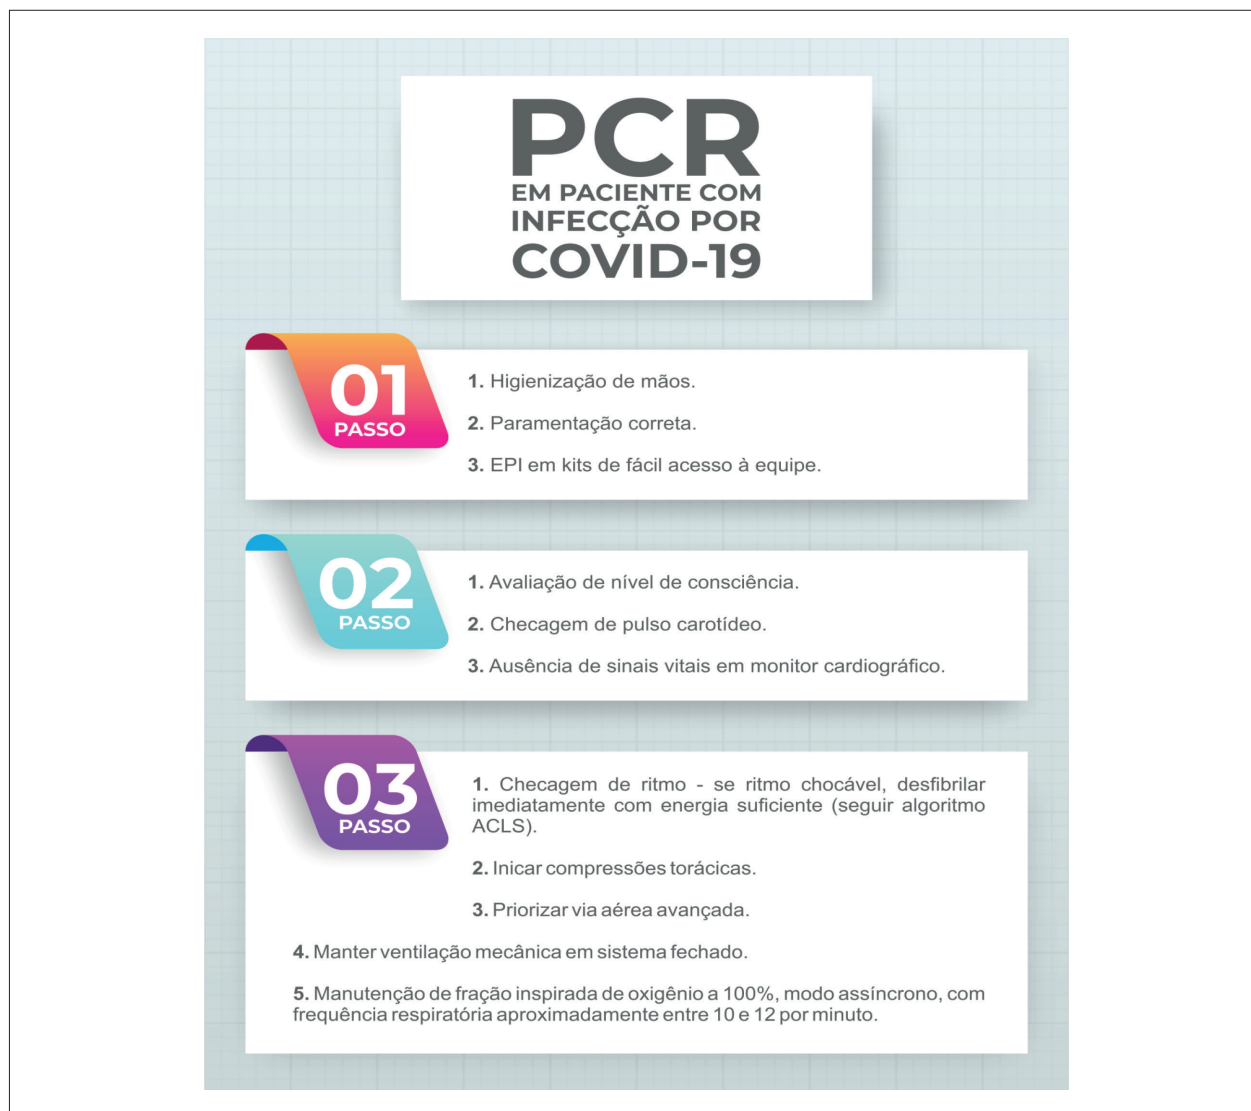 PCR
EM PACIENTE COM
INFECÇÃO POR
COVID-19
01
PASSO
1. Higienização de mãos.
2. Paramentação correta.
3. EPI em kits de fácil acesso à equipe.
02
PASSO
1. Avaliação de nível de consciência.
2. Checagem de pulso carotídeo.
3. Ausência de sinais vitais em monitor cardiográfico.
03
PASSO
1. Checagem de ritmo - se ritmo chocável, desfibrilar
imediatamente com energia suficiente (seguir algoritmo
ACLS).
2. Inicar compressões torácicas.
3. Priorizar via aérea avançada.
4. Manter ventilação mecânica em sistema fechado.
5. Manutenção de fração inspirada de oxigênio a 100%, modo assíncrono, com
frequência respiratória aproximadamente entre 10 e 12 por minuto.